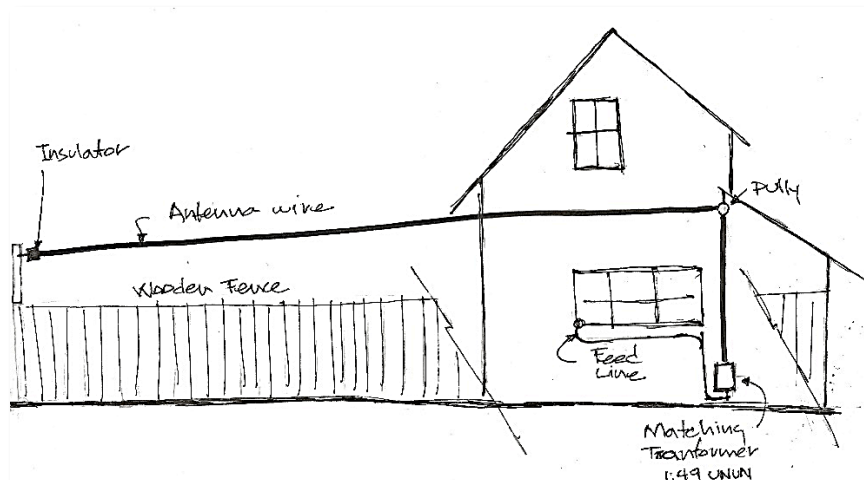 Insulator
Antenna wire
Pully
Wooden Fence
Feed
Line
Matching
Transformer
1:49 UNUN